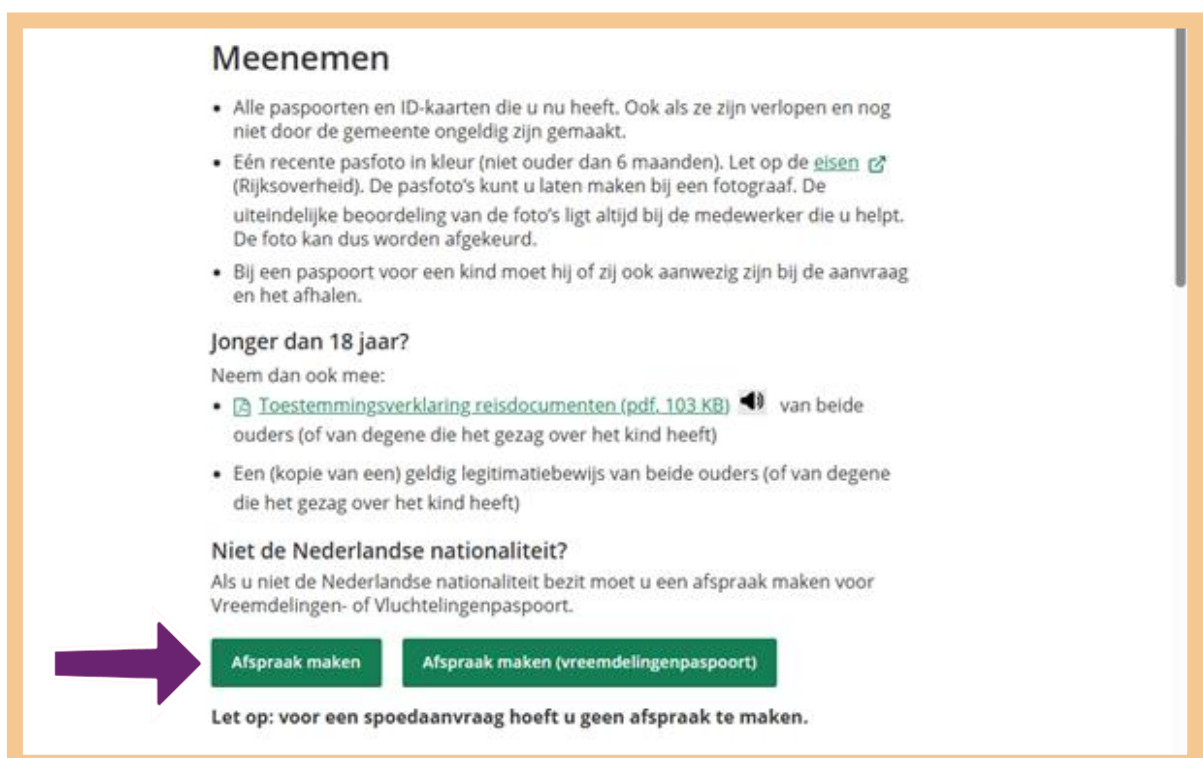 Meenemen
• Alle paspoorten en ID-kaarten die u nu heeft. Ook als ze zijn verlopen en nog
niet door de gemeente ongeldig zijn gemaakt.
• Eén recente pasfoto in kleur (niet ouder dan 6 maanden). Let op de eisen
(Rijksoverheid). De pasfoto's kunt u laten maken bij een fotograaf. De
uiteindelijke beoordeling van de foto's ligt altijd bij de medewerker die u helpt.
De foto kan dus worden afgekeurd.
• Bij een paspoort voor een kind moet hij of zij ook aanwezig zijn bij de aanvraag
en het afhalen.
Jonger dan 18 jaar?
Neem dan ook mee:
• Toestemmingsverklaring reisdocumenten (pdf, 103 KB) van beide
ouders (of van degene die het gezag over het kind heeft)
• Een (kopie van een) geldig legitimatiebewijs van beide ouders (of van degene
die het gezag over het kind heeft)
Niet de Nederlandse nationaliteit?
Als u niet de Nederlandse nationaliteit bezit moet u een afspraak maken voor
Vreemdelingen- of Vluchtelingenpaspoort.
Afspraak maken Afspraak maken (vreemdelingenpaspoort)
Let op: voor een spoedaanvraag hoeft u geen afspraak te maken.